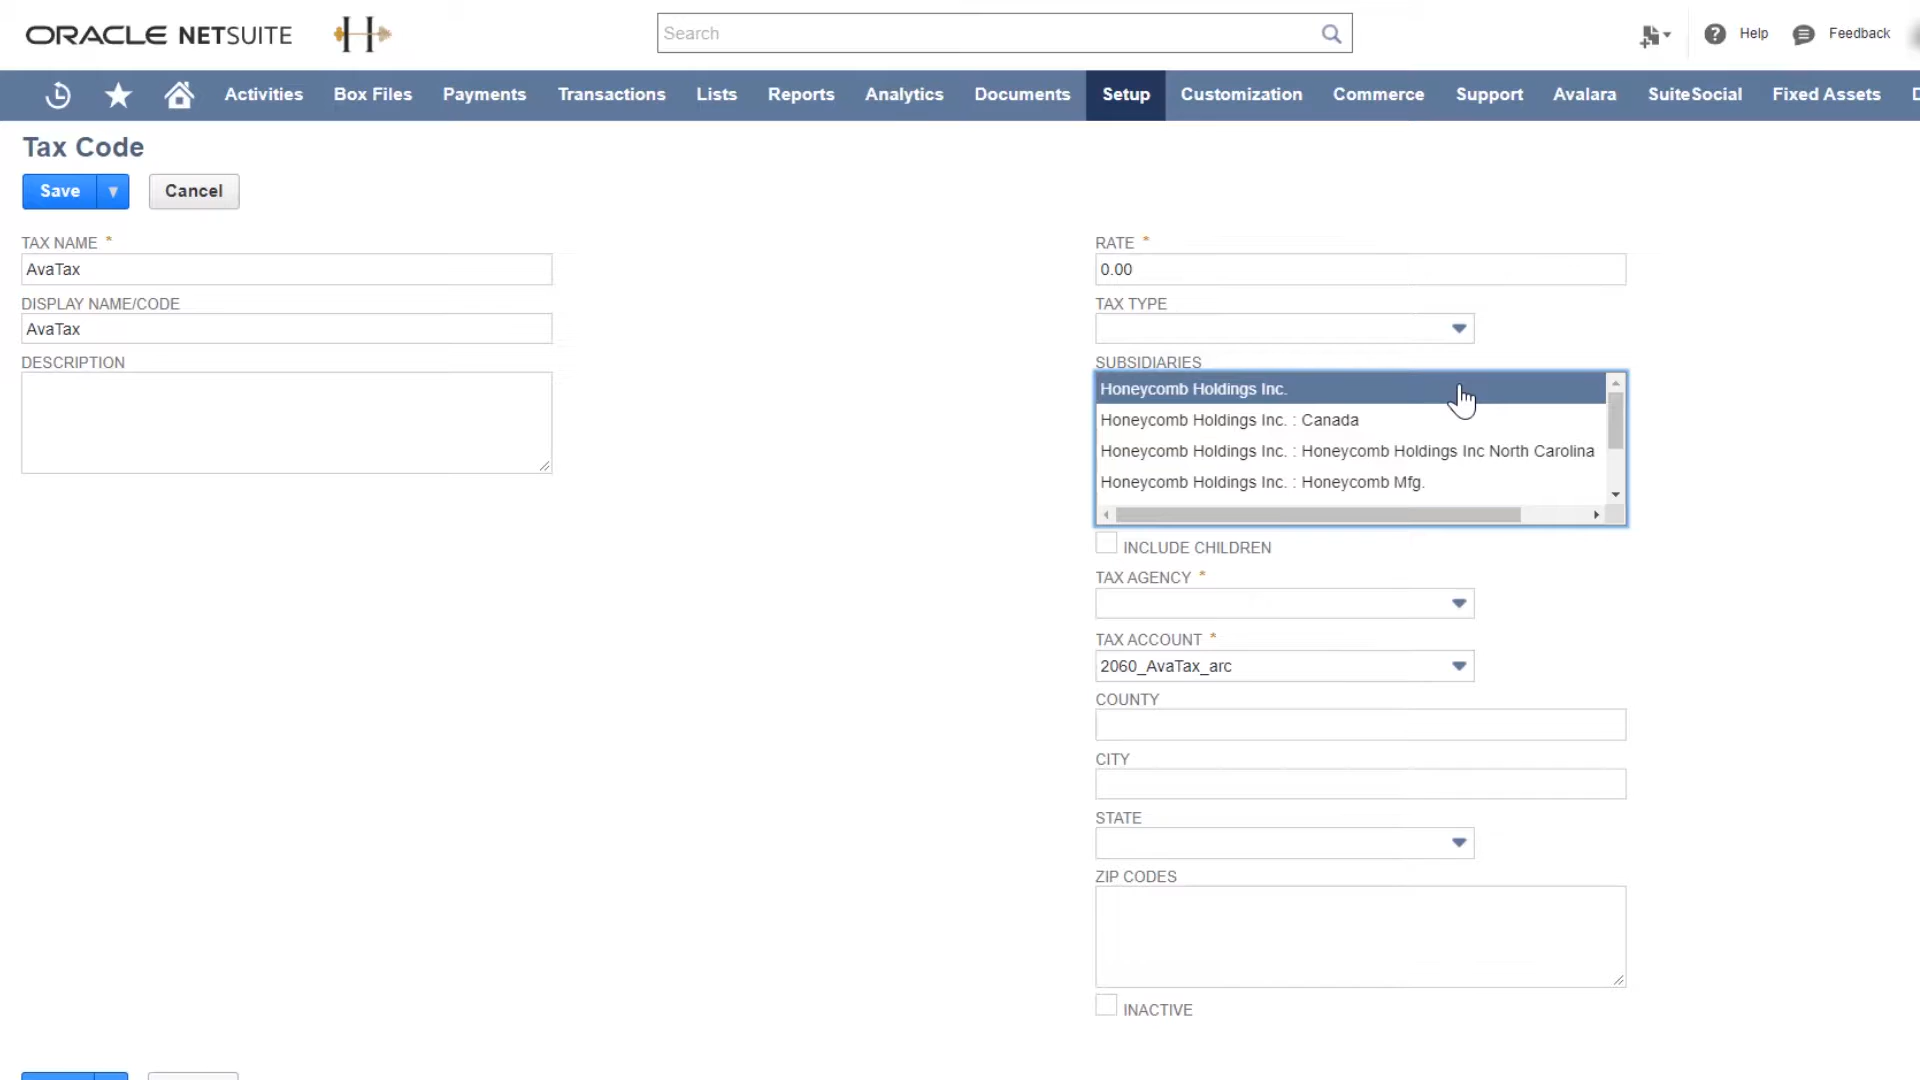 ORACLE NETSUITE H
Search
Help
Feedback
Activities
Box Files
Payments
Transactions
Lists
Reports
Analytics
Documents
Setup
Customization
Commerce
Support
Avalara
SuiteSocial
Fixed Assets
Tax Code
Save
Cancel
TAX NAME *
AvaTax
DISPLAY NAME/CODE
AvaTax
DESCRIPTION
RATE *
0.00
TAX TYPE
SUBSIDIARIES
Honeycomb Holdings Inc.
Honeycomb Holdings Inc. : Canada
Honeycomb Holdings Inc. : Honeycomb Holdings Inc North Carolina
Honeycomb Holdings Inc. : Honeycomb Mfg.
INCLUDE CHILDREN
TAX AGENCY *
TAX ACCOUNT *
2060_AvaTax_arc
COUNTY
CITY
STATE
ZIP CODES
INACTIVE